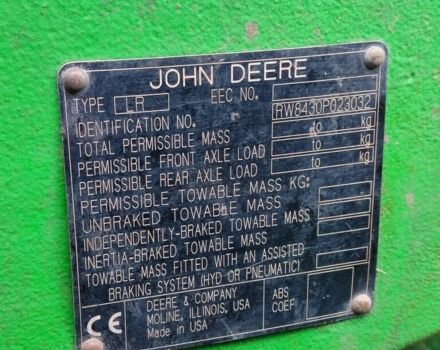 JOHN DEERE
TYPE LR EEC NO.
IDENTIFICATION NO. RW8430P023032
TOTAL PERMISSIBLE MASS to kg
PERMISSIBLE FRONT AXLE LOAD to kg
PERMISSIBLE REAR AXLE LOAD to kg
PERMISSIBLE TOWABLE MASS KG:
UNBRAKED TOWABLE MASS
INDEPENDENTLY-BRAKED TOWABLE MASS
INERTIA-BRAKED TOWABLE MASS
TOWABLE MASS FITTED WITH AN ASSISTED
BRAKING SYSTEM (HYD OR PNEUMATIC)
CE DEERE & COMPANY ABS
MOLINE, ILLINOIS, USA COEF
Made in USA